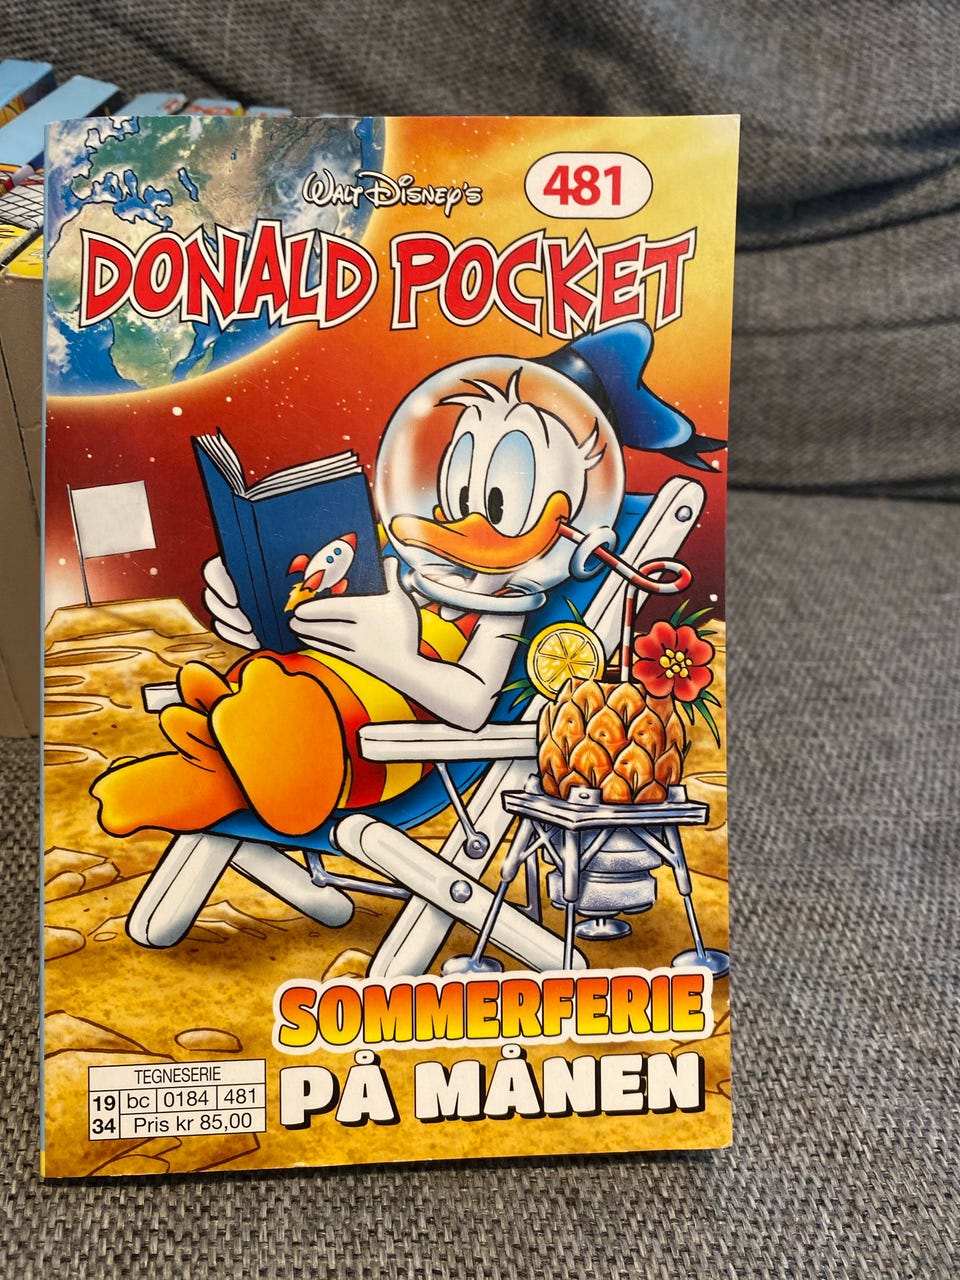 WALT DISNEY'S
481
DONALD POCKET
SOMMERFERIE
PÅ MÅNEN
TEGNESERIE
19 bc 0184 481
34 Pris kr 85,00